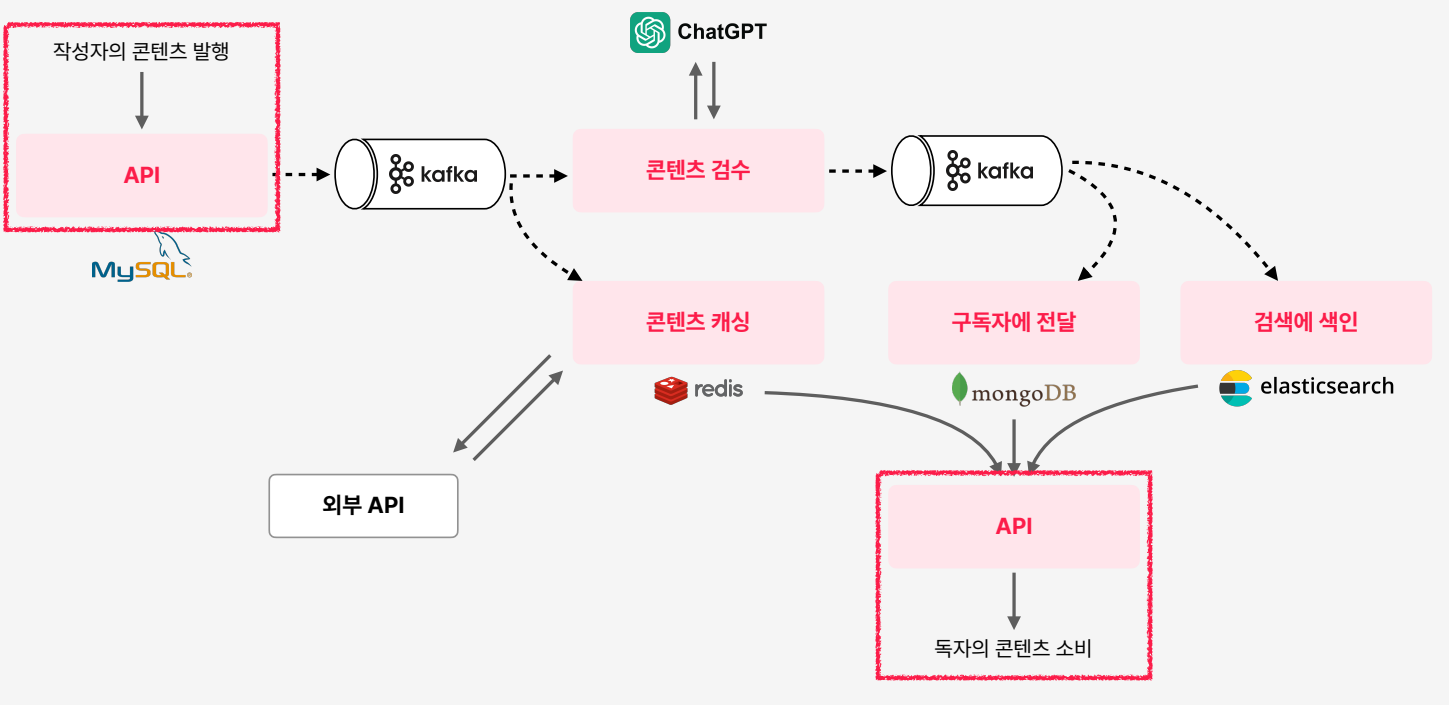 작성자의 콘텐츠 발행
API
MySQL®
kafka
ChatGPT
콘텐츠 검수
kafka
콘텐츠 캐싱
redis
구독자에 전달
mongoDB
검색에 색인
elasticsearch
외부 API
API
독자의 콘텐츠 소비